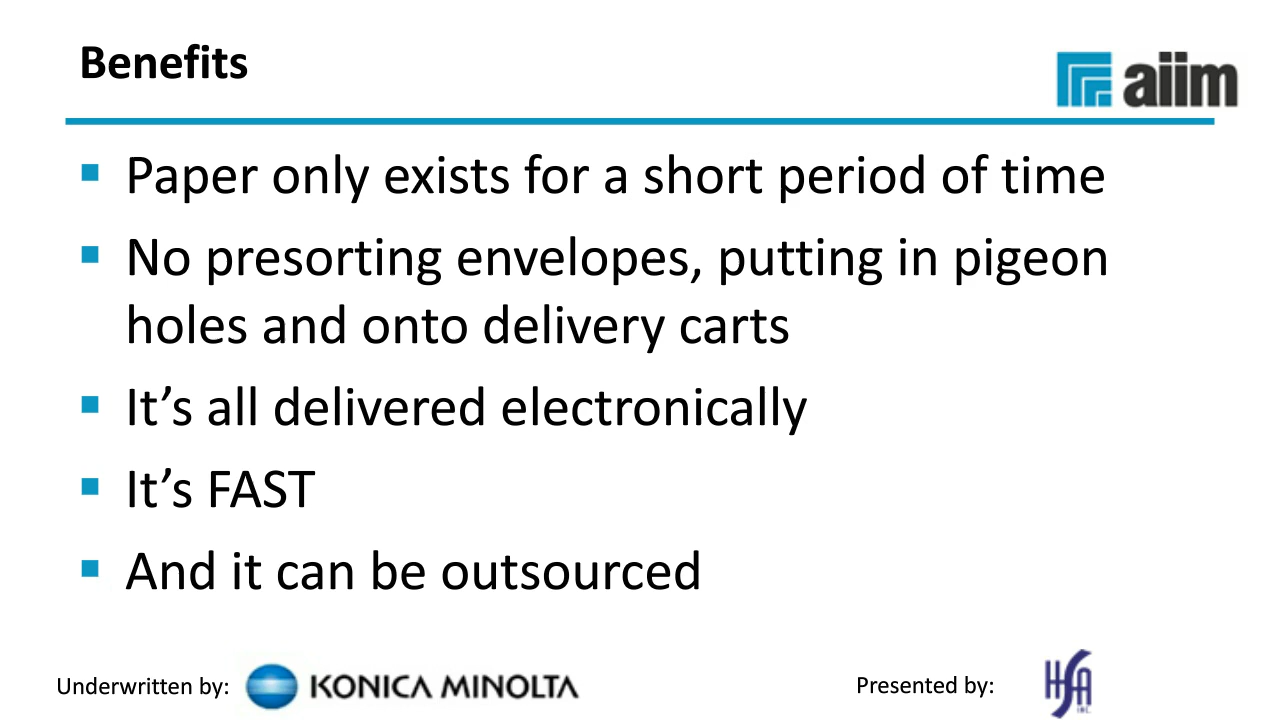 Benefits
aiim
Paper only exists for a short period of time
No presorting envelopes, putting in pigeon
holes and onto delivery carts
It’s all delivered electronically
It’s FAST
And it can be outsourced
Underwritten by:
KONICA MINOLTA
Presented by:
HSA
INC.